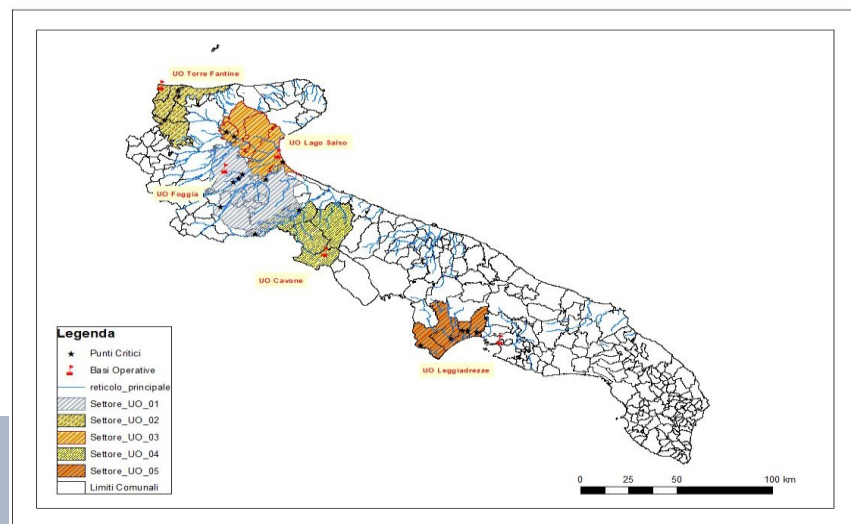 UO Torre Fantine
UO Lago Salso
UO Foggia
UO Cavone
UO Leggiadrezze
Legenda
Punti Critici
Basi Operative
reticolo_principale
Settore_UO_01
Settore_UO_02
Settore_UO_03
Settore_UO_04
Settore_UO_05
Limiti Comunali
0 25 50 100 km